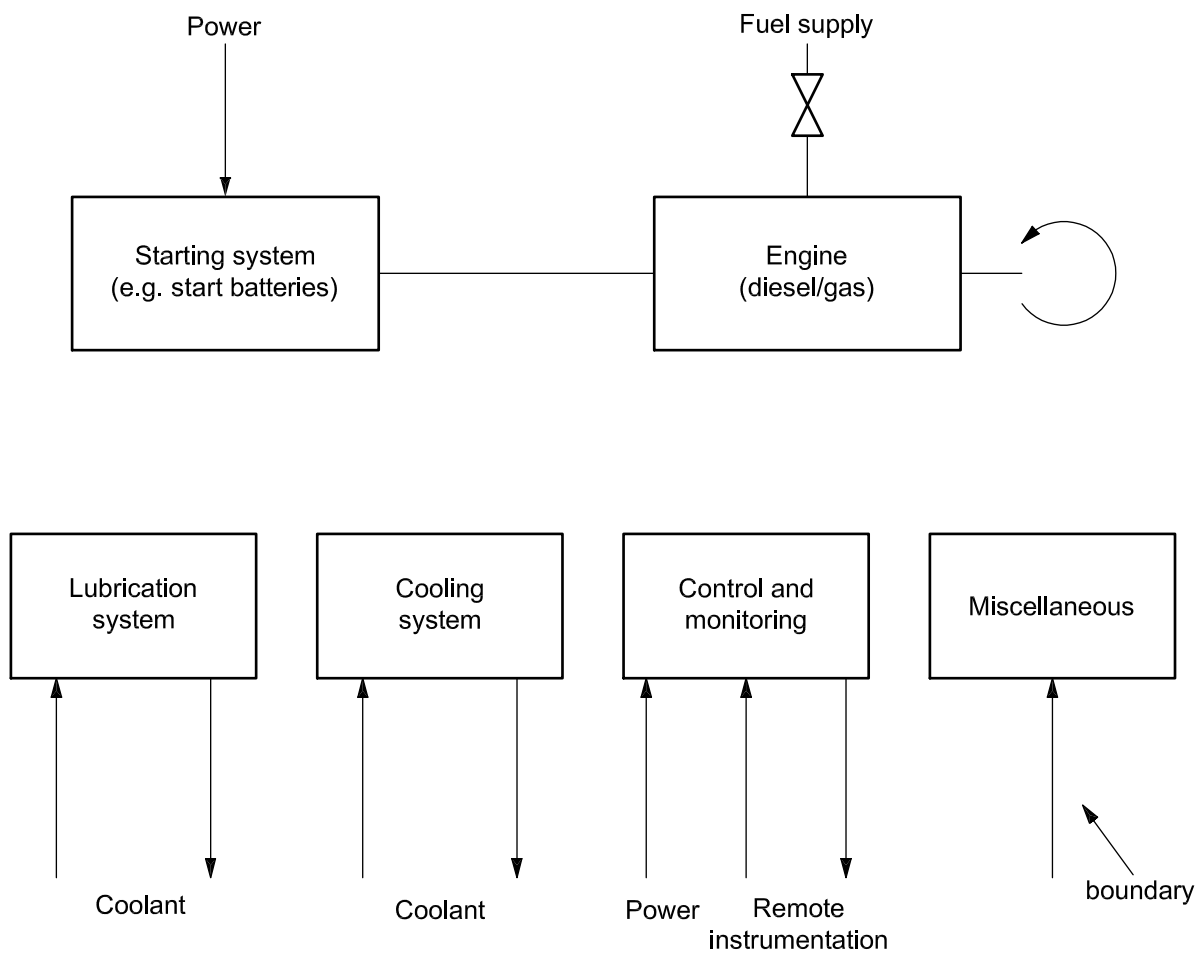 Power
Fuel supply
Starting system
(e.g. start batteries)
Engine
(diesel/gas)
Lubrication
system
Cooling
system
Control and
monitoring
Miscellaneous
Coolant
Coolant
Power
Remote
instrumentation
boundary